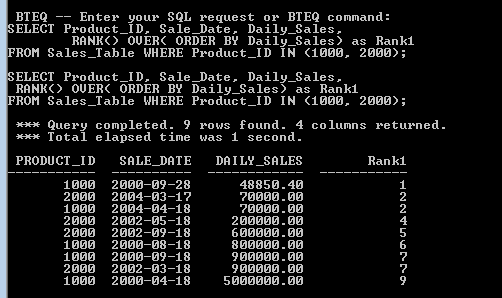 BTEQ -- Enter your SQL request or BTEQ command:
SELECT Product_ID, Sale_Date, Daily_Sales,
RANK() OVER( ORDER BY Daily_Sales) as Rank1
FROM Sales_Table WHERE Product_ID IN (1000, 2000);
SELECT Product_ID, Sale_Date, Daily_Sales,
RANK() OVER( ORDER BY Daily_Sales) as Rank1
FROM Sales_Table WHERE Product_ID IN (1000, 2000);
*** Query completed. 9 rows found. 4 columns returned.
*** Total elapsed time was 1 second.
PRODUCT_ID SALE_DATE DAILY_SALES Rank1
----------- ---------- ------------ -----------
1000 2000-09-28 48850.40 1
2000 2004-03-17 70000.00 2
1000 2004-04-18 70000.00 2
2000 2002-05-18 200000.00 4
2000 2002-09-18 600000.00 5
1000 2000-08-18 800000.00 6
1000 2000-09-18 900000.00 7
2000 2002-03-18 900000.00 7
1000 2000-04-18 5000000.00 9